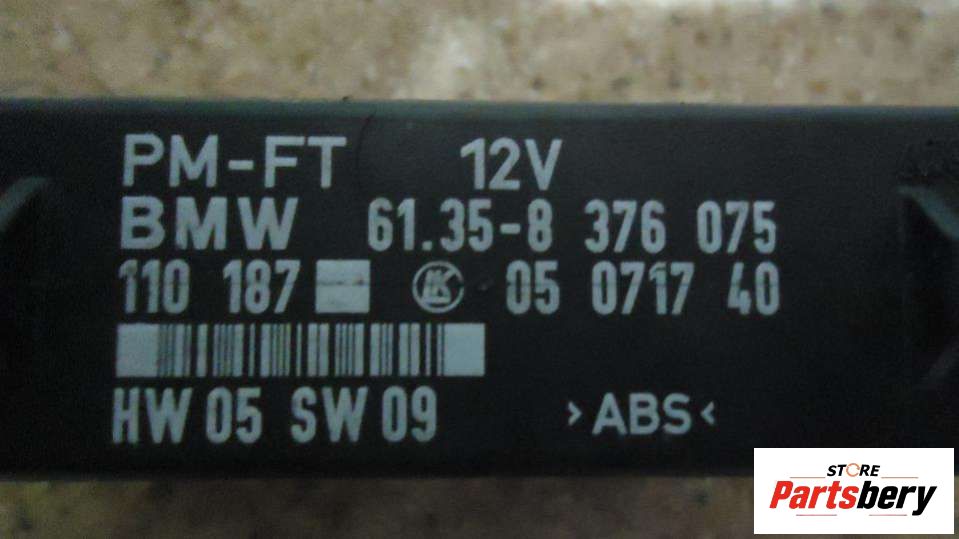 PM-FT 12V
BMW 61.35-8 376 075
110 187 LK 05 0717 40
HW 05 SW 09 >ABS<
STORE
Partsbery